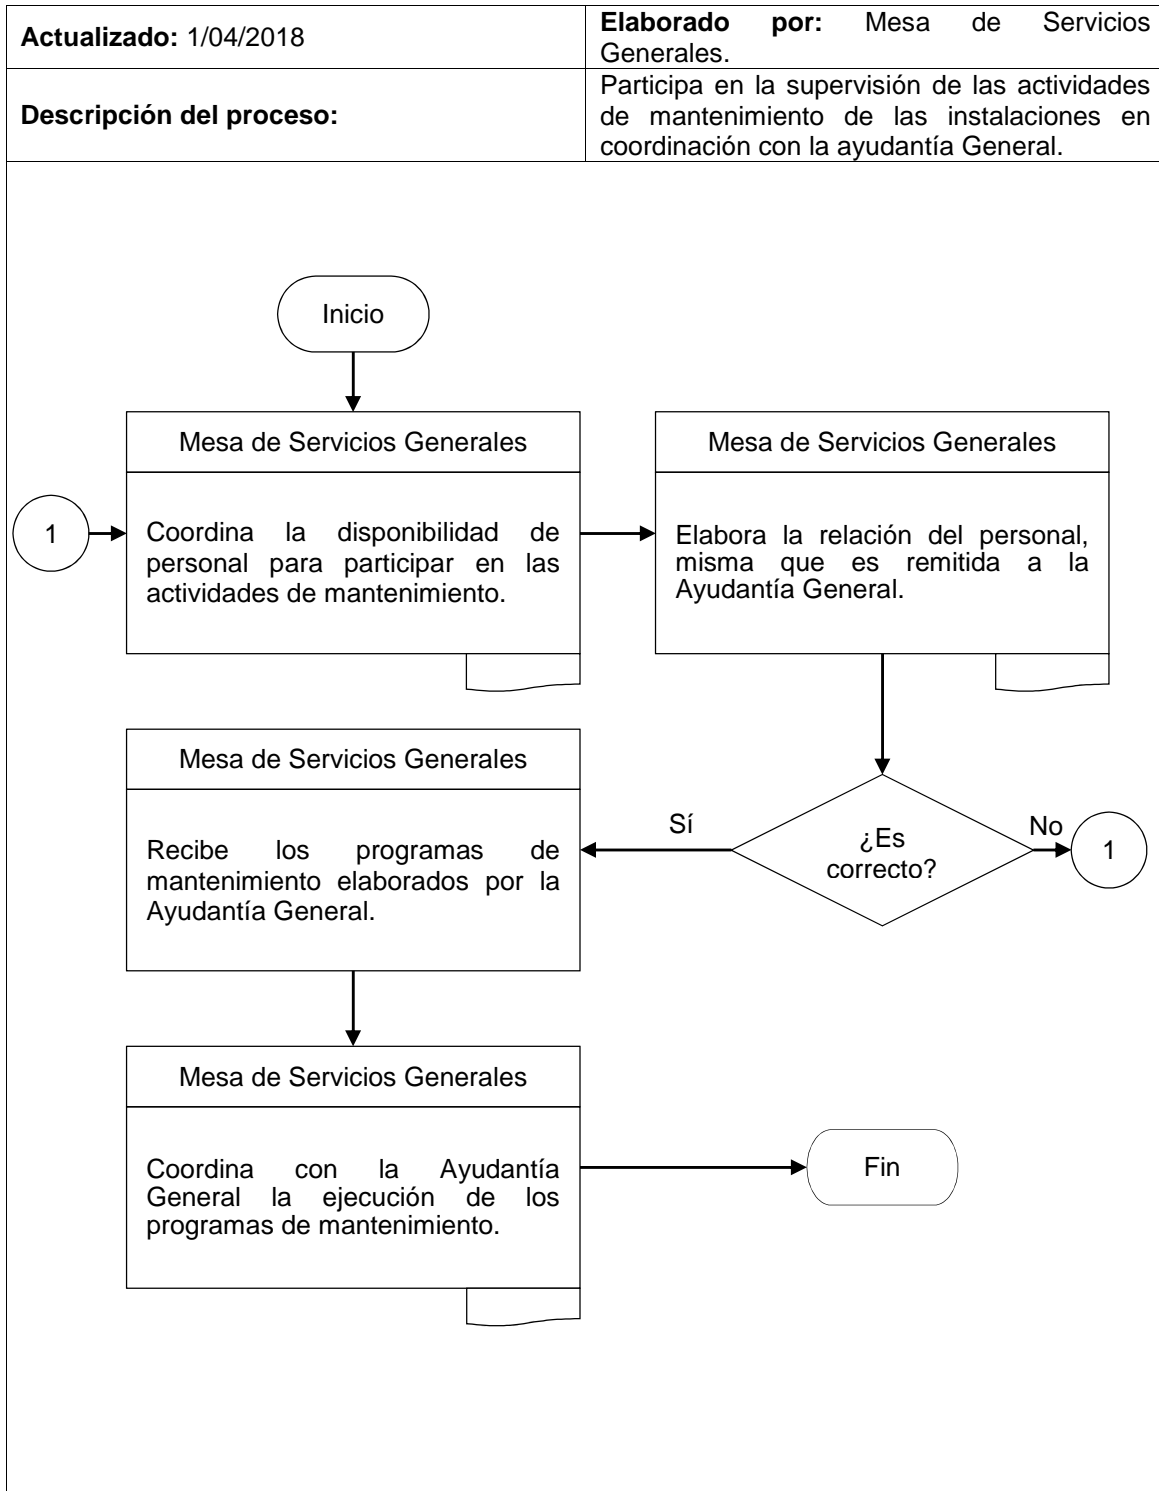 Actualizado: 1/04/2018
Elaborado por: Mesa de Servicios
Generales.
Descripción del proceso:
Participa en la supervisión de las actividades
de mantenimiento de las instalaciones en
coordinación con la ayudantía General.
Inicio
Mesa de Servicios Generales
1
Coordina la disponibilidad de
personal para participar en las
actividades de mantenimiento.
Mesa de Servicios Generales
Elabora la relación del personal,
misma que es remitida a la
Ayudantía General.
¿Es
correcto?
No
1
Sí
Mesa de Servicios Generales
Recibe los programas de
mantenimiento elaborados por la
Ayudantía General.
Mesa de Servicios Generales
Coordina con la Ayudantía
General la ejecución de los
programas de mantenimiento.
Fin